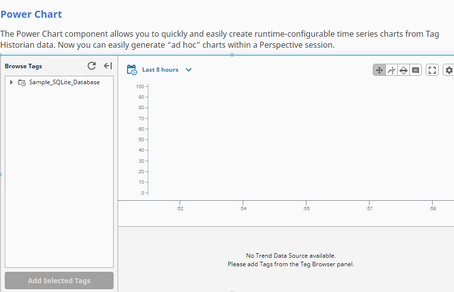 Power Chart
The Power Chart component allows you to quickly and easily create runtime-configurable time series charts from Tag
Historian data. Now you can easily generate "ad hoc" charts within a Perspective session.
Browse Tags
Sample_SQLite_Database
Add Selected Tags
Last 8 hours
100
90
80
70
60
50
40
30
20
10
0
:52
:54
:55
:57
:59
No Trend Data Source available.
Please add Tags from the Tag Browser panel.